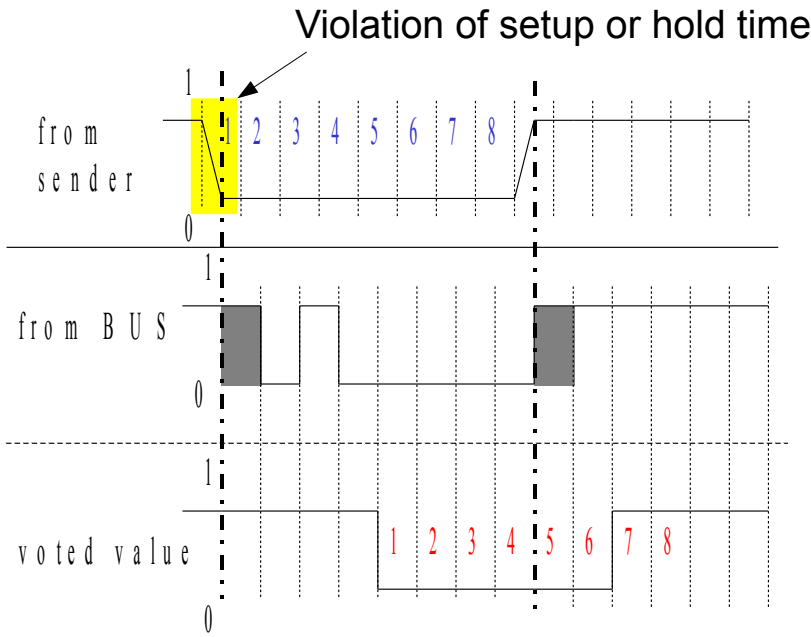 Violation of setup or hold time
1
from
sender
1 2 3 4 5 6 7 8
0
1
from BUS
0
1
voted value
1 2 3 4 5 6 7 8
0